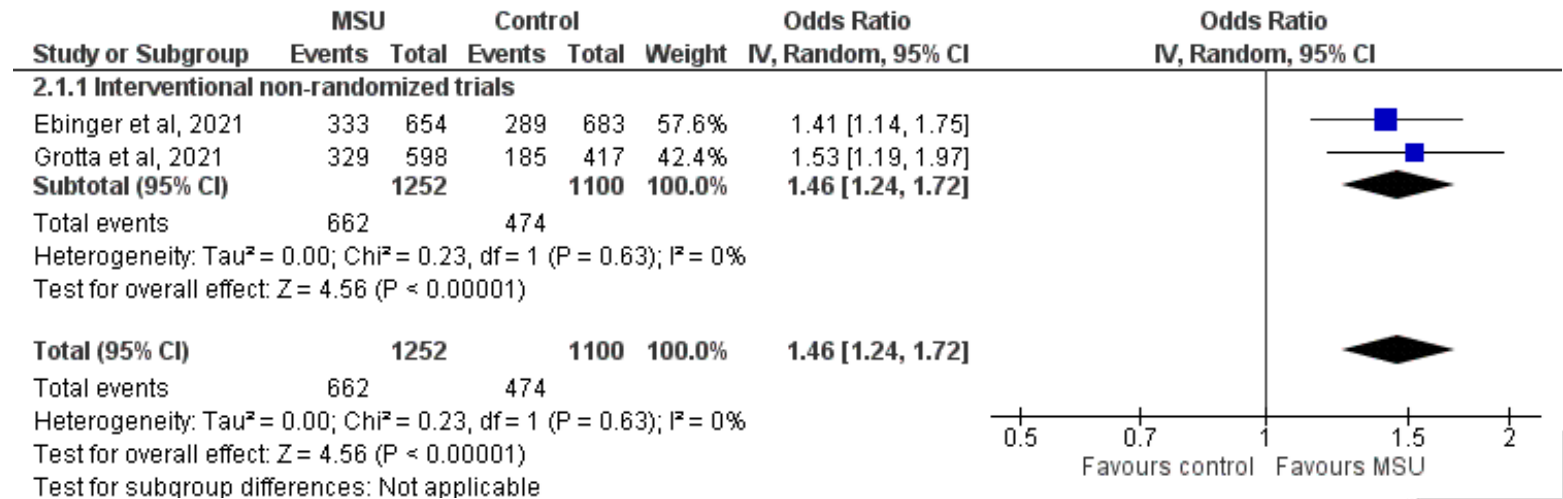 MSU Control Odds Ratio Odds Ratio
Study or Subgroup Events Total Events Total Weight IV, Random, 95% CI IV, Random, 95% CI
2.1.1 Interventional non-randomized trials
Ebinger et al, 2021 333 654 289 683 57.6% 1.41 [1.14, 1.75]
Grotta et al, 2021 329 598 185 417 42.4% 1.53 [1.19, 1.97]
Subtotal (95% CI) 1252 1100 100.0% 1.46 [1.24, 1.72]
Total events 662 474
Heterogeneity: Tau² = 0.00; Chi² = 0.23, df = 1 (P = 0.63); I² = 0%
Test for overall effect: Z = 4.56 (P < 0.00001)
Total (95% CI) 1252 1100 100.0% 1.46 [1.24, 1.72]
Total events 662 474
Heterogeneity: Tau² = 0.00; Chi² = 0.23, df = 1 (P = 0.63); I² = 0%
Test for overall effect: Z = 4.56 (P < 0.00001)
Test for subgroup differences: Not applicable
0.5 0.7 1 1.5 2
Favours control Favours MSU